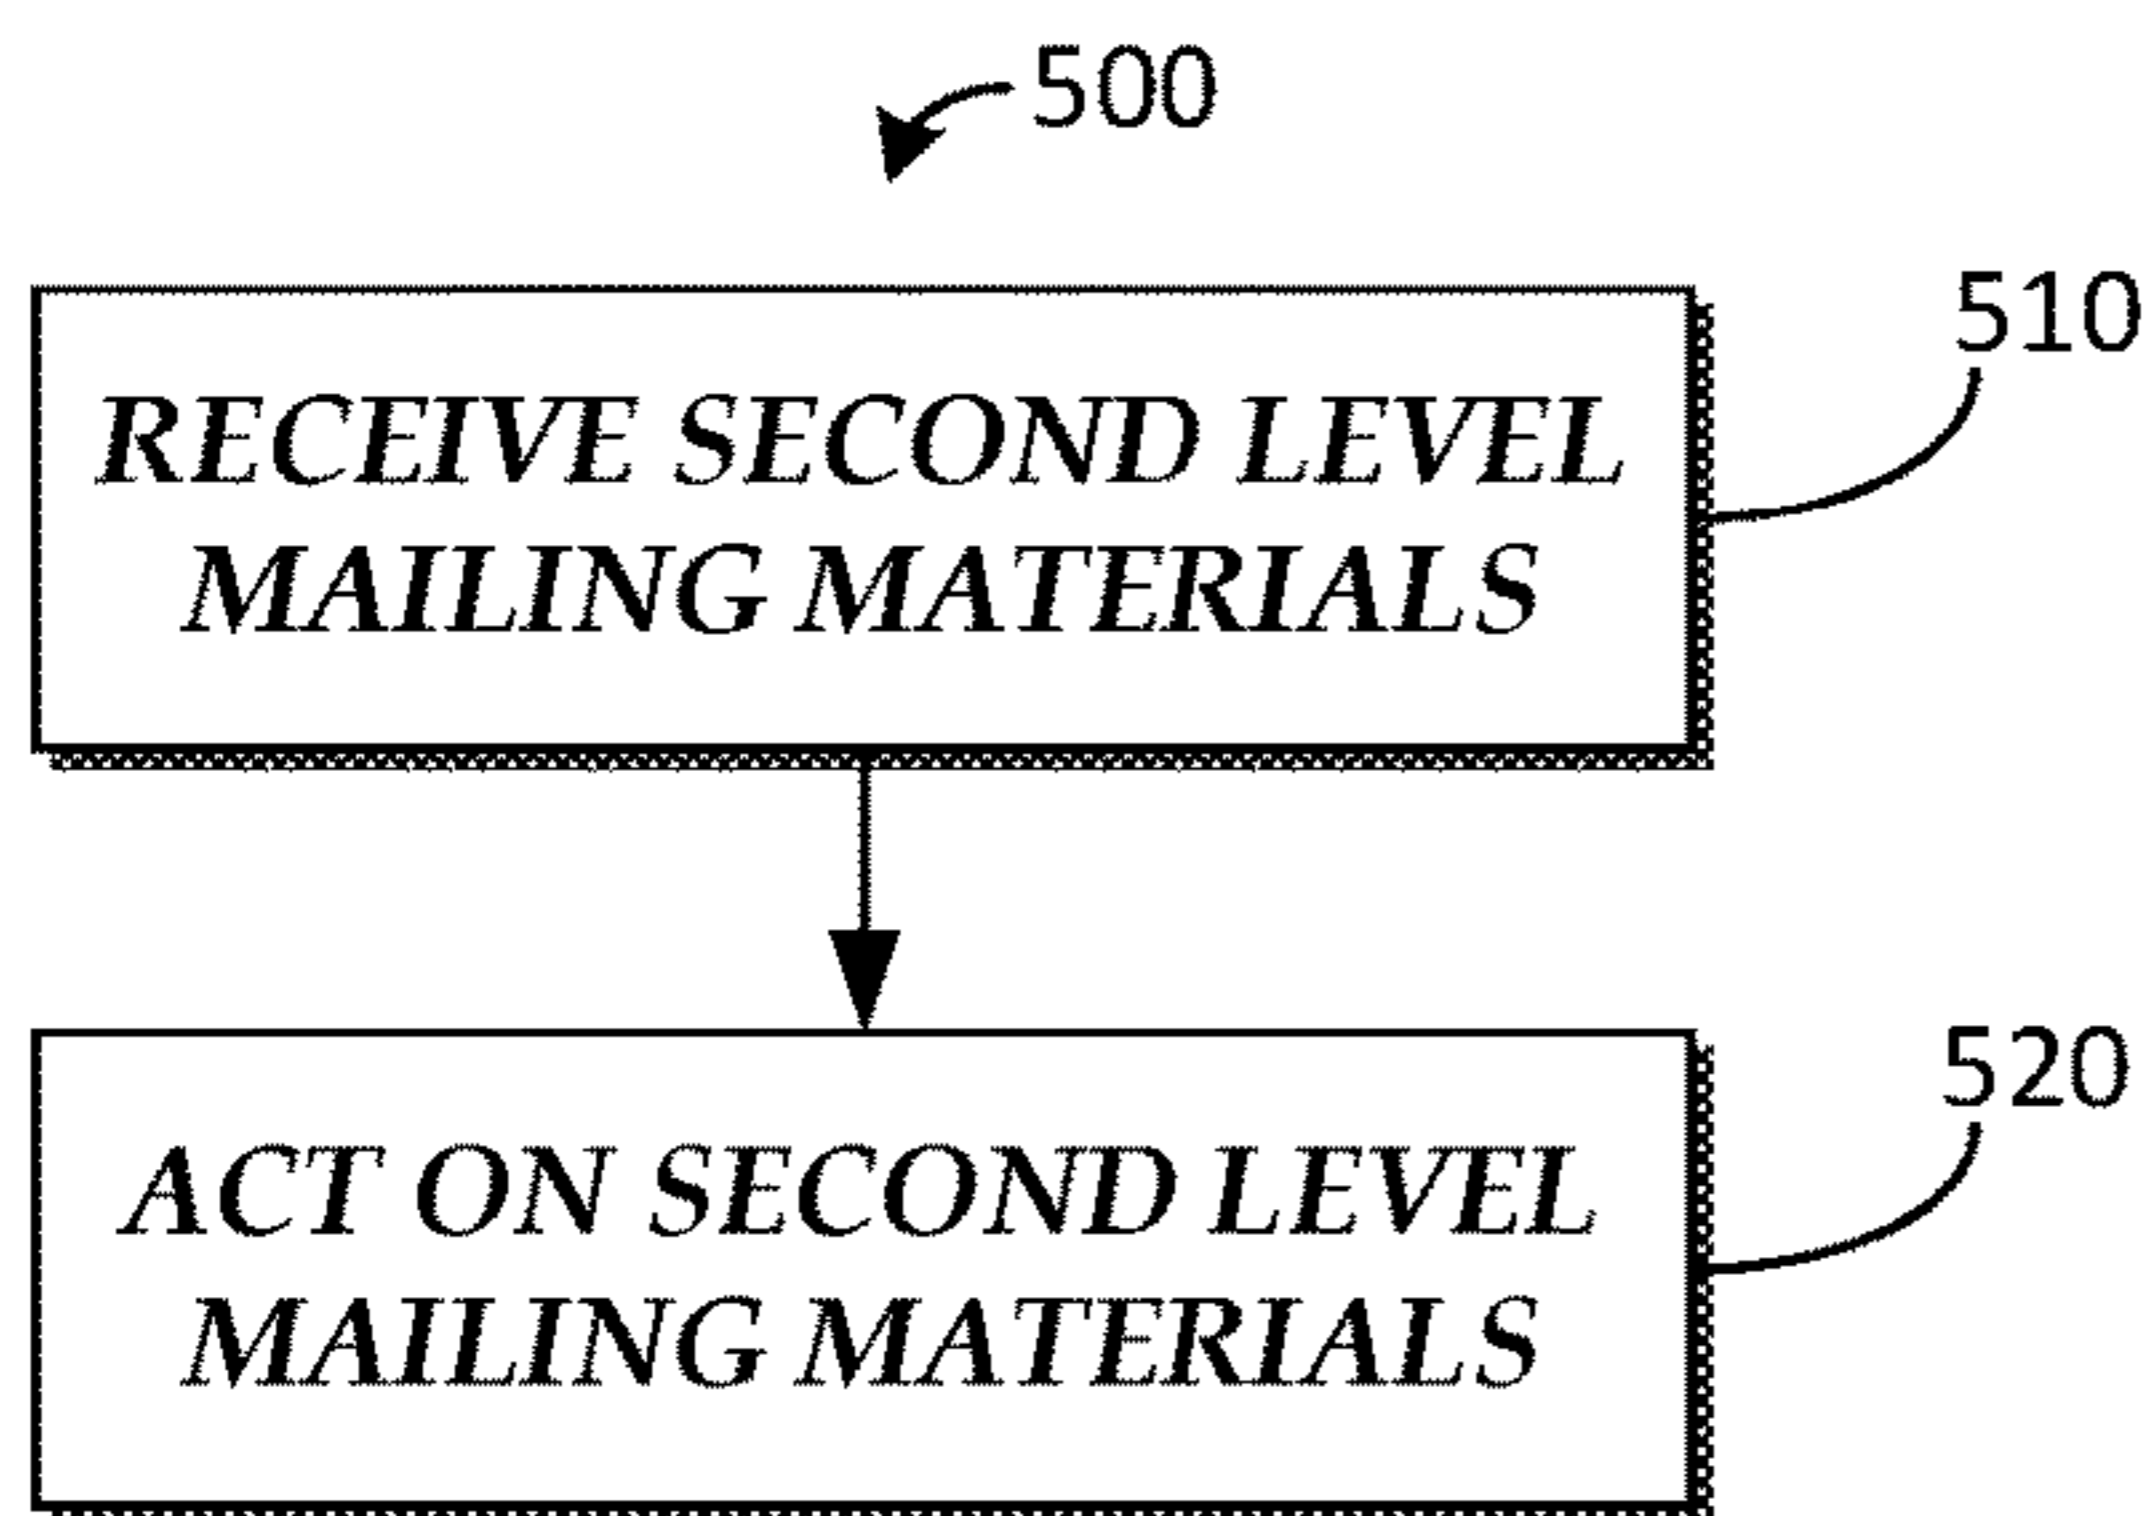 500
510
RECEIVE SECOND LEVEL
MAILING MATERIALS
520
ACT ON SECOND LEVEL
MAILING MATERIALS